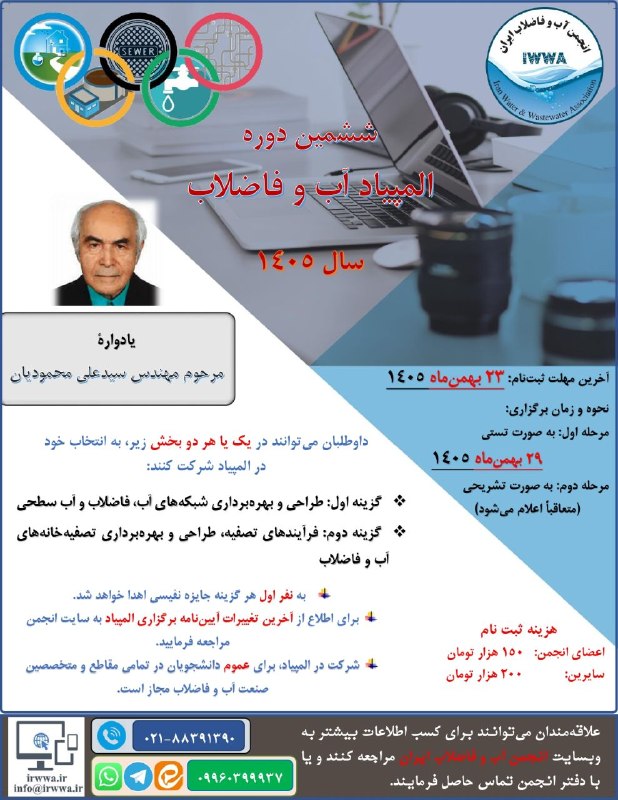 انجمن آب و فاضلاب ایران
IWWA
Iran Water & Wastewater Association
SEWER
ششمین دوره
المپیاد آب و فاضلاب
سال ۱۴۰۵
یادوارهٔ
مرحوم مهندس سیدعلی محمودیان
آخرین مهلت ثبت‌نام: ۲۳ بهمن‌ماه ۱۴۰۵
نحوه و زمان برگزاری:
مرحله اول: به صورت تستی
۲۹ بهمن‌ماه ۱۴۰۵
مرحله دوم: به صورت تشریحی
(متعاقباً اعلام می‌شود)
داوطلبان می‌توانند در یک یا هر دو بخش زیر، به انتخاب خود
در المپیاد شرکت کنند:
❖ گزینه اول: طراحی و بهره‌برداری شبکه‌های آب، فاضلاب و آب سطحی
❖ گزینه دوم: فرآیندهای تصفیه، طراحی و بهره‌برداری تصفیه‌خانه‌های
آب و فاضلاب
به نفر اول هر گزینه جایزه نفیسی اهدا خواهد شد.
برای اطلاع از آخرین تغییرات آیین‌نامه برگزاری المپیاد به سایت انجمن
مراجعه فرمایید.
شرکت در المپیاد، برای عموم دانشجویان در تمامی مقاطع و متخصصین
صنعت آب و فاضلاب مجاز است.
هزینه ثبت نام
اعضای انجمن: ۱۵۰ هزار تومان
سایرین: ۲۰۰ هزار تومان
علاقه‌مندان می‌توانند برای کسب اطلاعات بیشتر به
وبسایت انجمن آب و فاضلاب ایران مراجعه کنند و یا
با دفتر انجمن تماس حاصل فرمایند.
۰۲۱-۸۸۳۹۱۳۹۰
۰۹۹۶۰۳۹۹۹۳۷
irwwa.ir
info@irwwa.ir